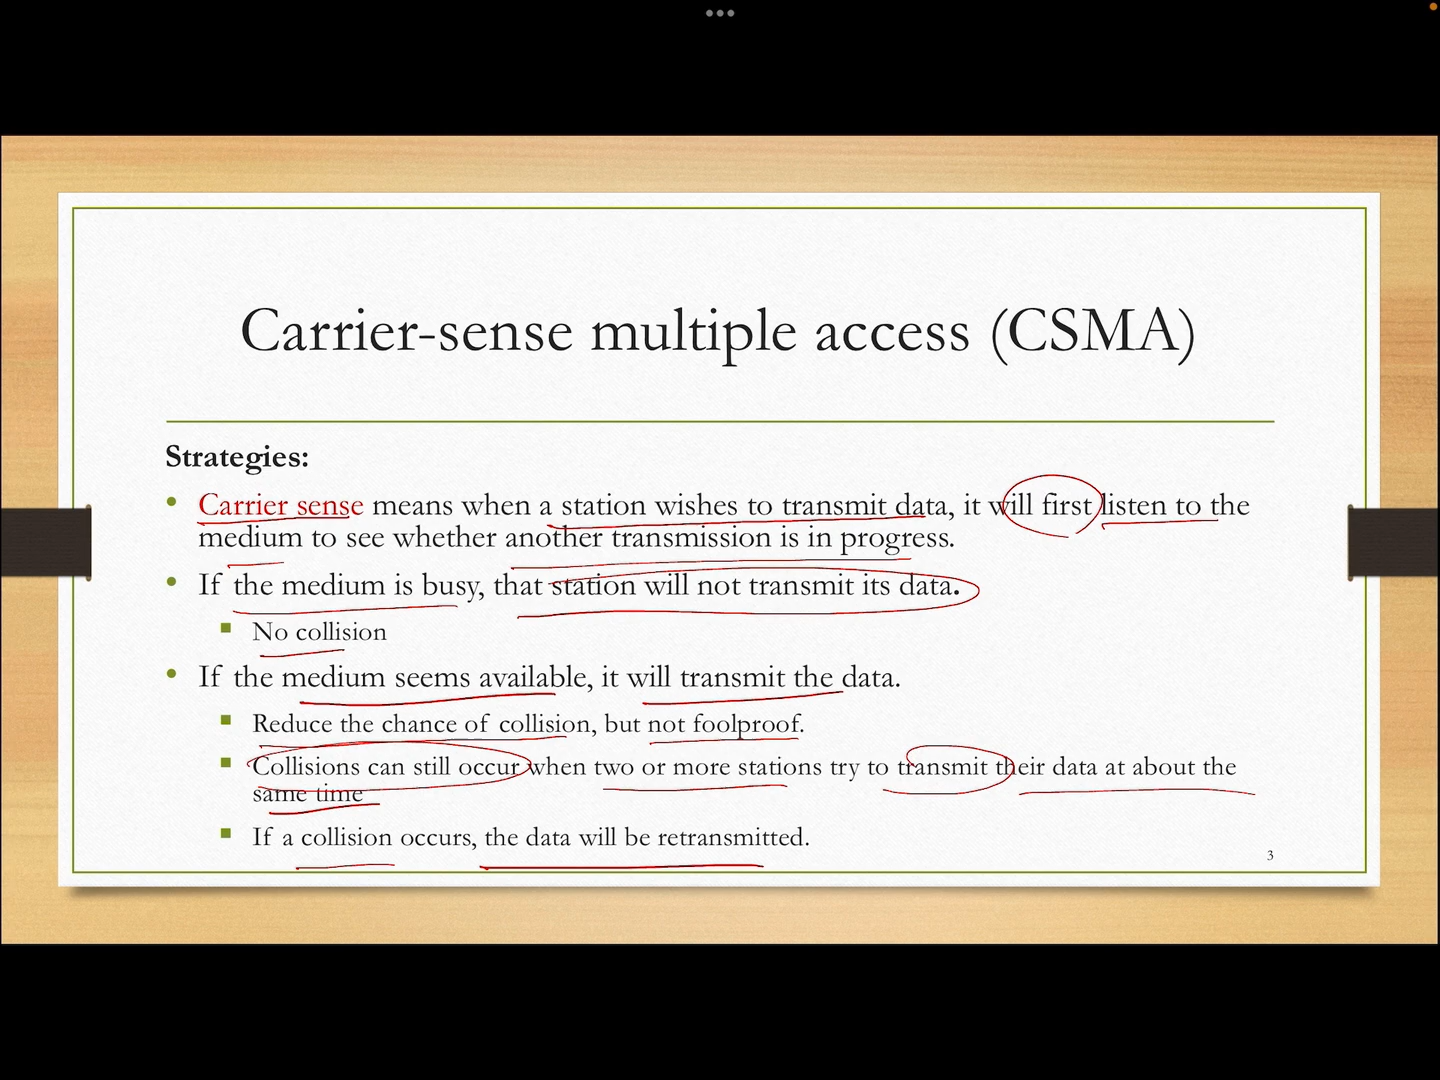 Carrier-sense multiple access (CSMA)
Strategies:
• Carrier sense means when a station wishes to transmit data, it will first listen to the
medium to see whether another transmission is in progress.
• If the medium is busy, that station will not transmit its data.
▪ No collision
• If the medium seems available, it will transmit the data.
▪ Reduce the chance of collision, but not foolproof.
▪ Collisions can still occur when two or more stations try to transmit their data at about the
same time
▪ If a collision occurs, the data will be retransmitted.
3